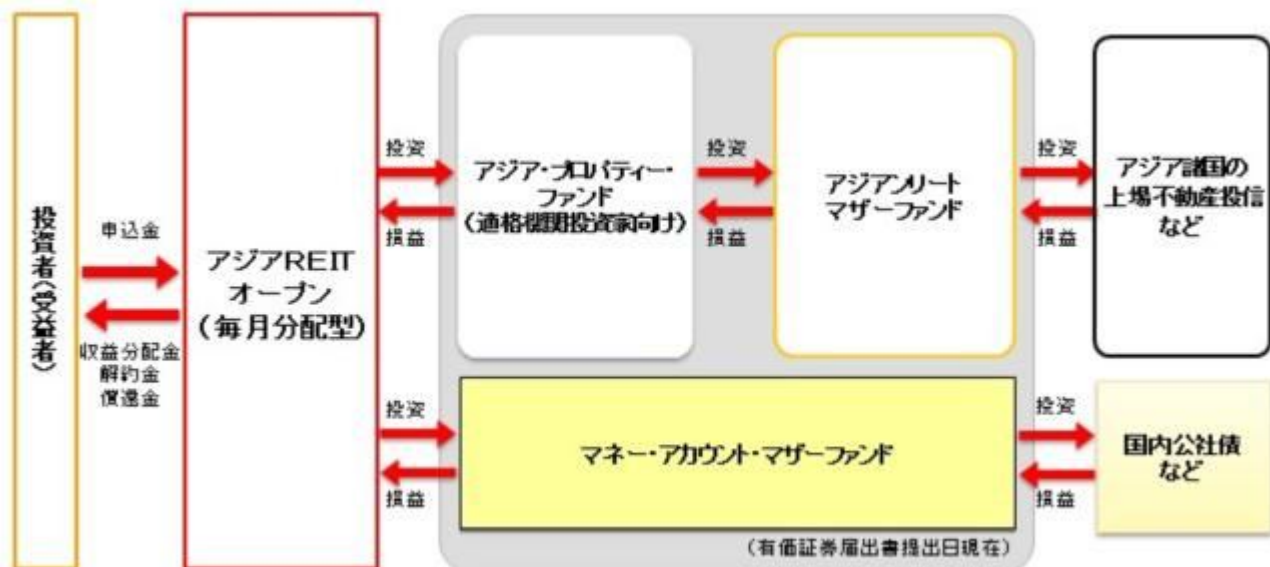 投資者(受益者)
申込金
収益分配金
解約金
償還金
アジアREIT
オープン
(毎月分配型)
投資
損益
アジア・プロパティー・
ファンド
(適格機関投資家向け)
投資
損益
アジアンリート
マザーファンド
投資
損益
アジア諸国の
上場不動産投信
など
投資
損益
マネー・アカウント・マザーファンド
投資
損益
国内公社債
など
(有価証券届出書提出日現在)